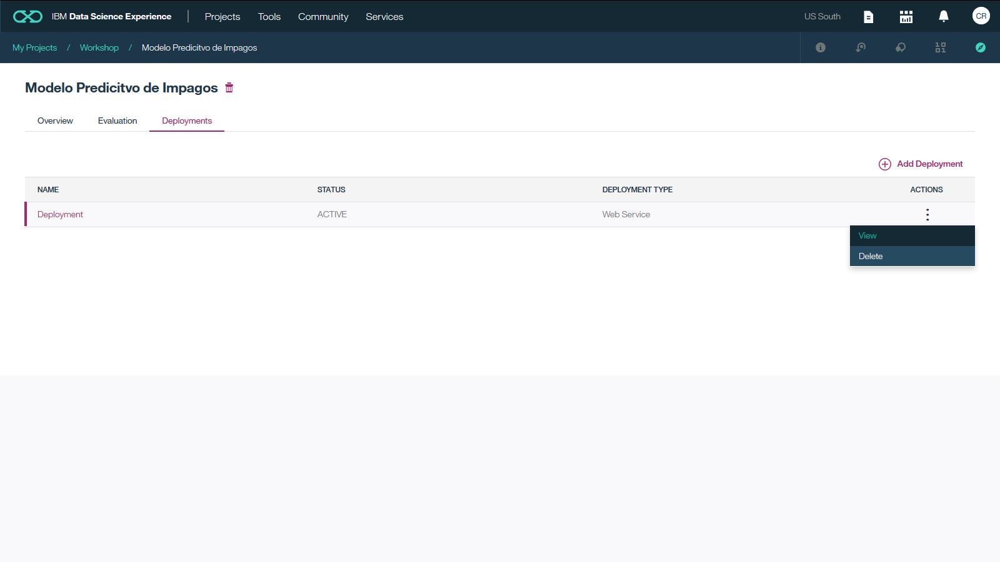 IBM Data Science Experience | Projects Tools Community Services US South CR
My Projects / Workshop / Modelo Predicitvo de Impagos
Modelo Predicitvo de Impagos
Overview Evaluation Deployments
Add Deployment
NAME STATUS DEPLOYMENT TYPE ACTIONS
Deployment ACTIVE Web Service
View
Delete